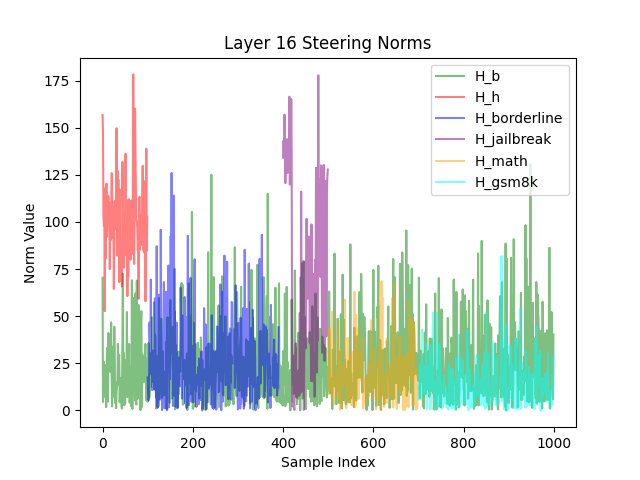 Layer 16 Steering Norms
Norm Value
175
150
125
100
75
50
25
0
H_b
H_h
H_borderline
H_jailbreak
H_math
H_gsm8k
0
200
400
600
800
1000
Sample Index